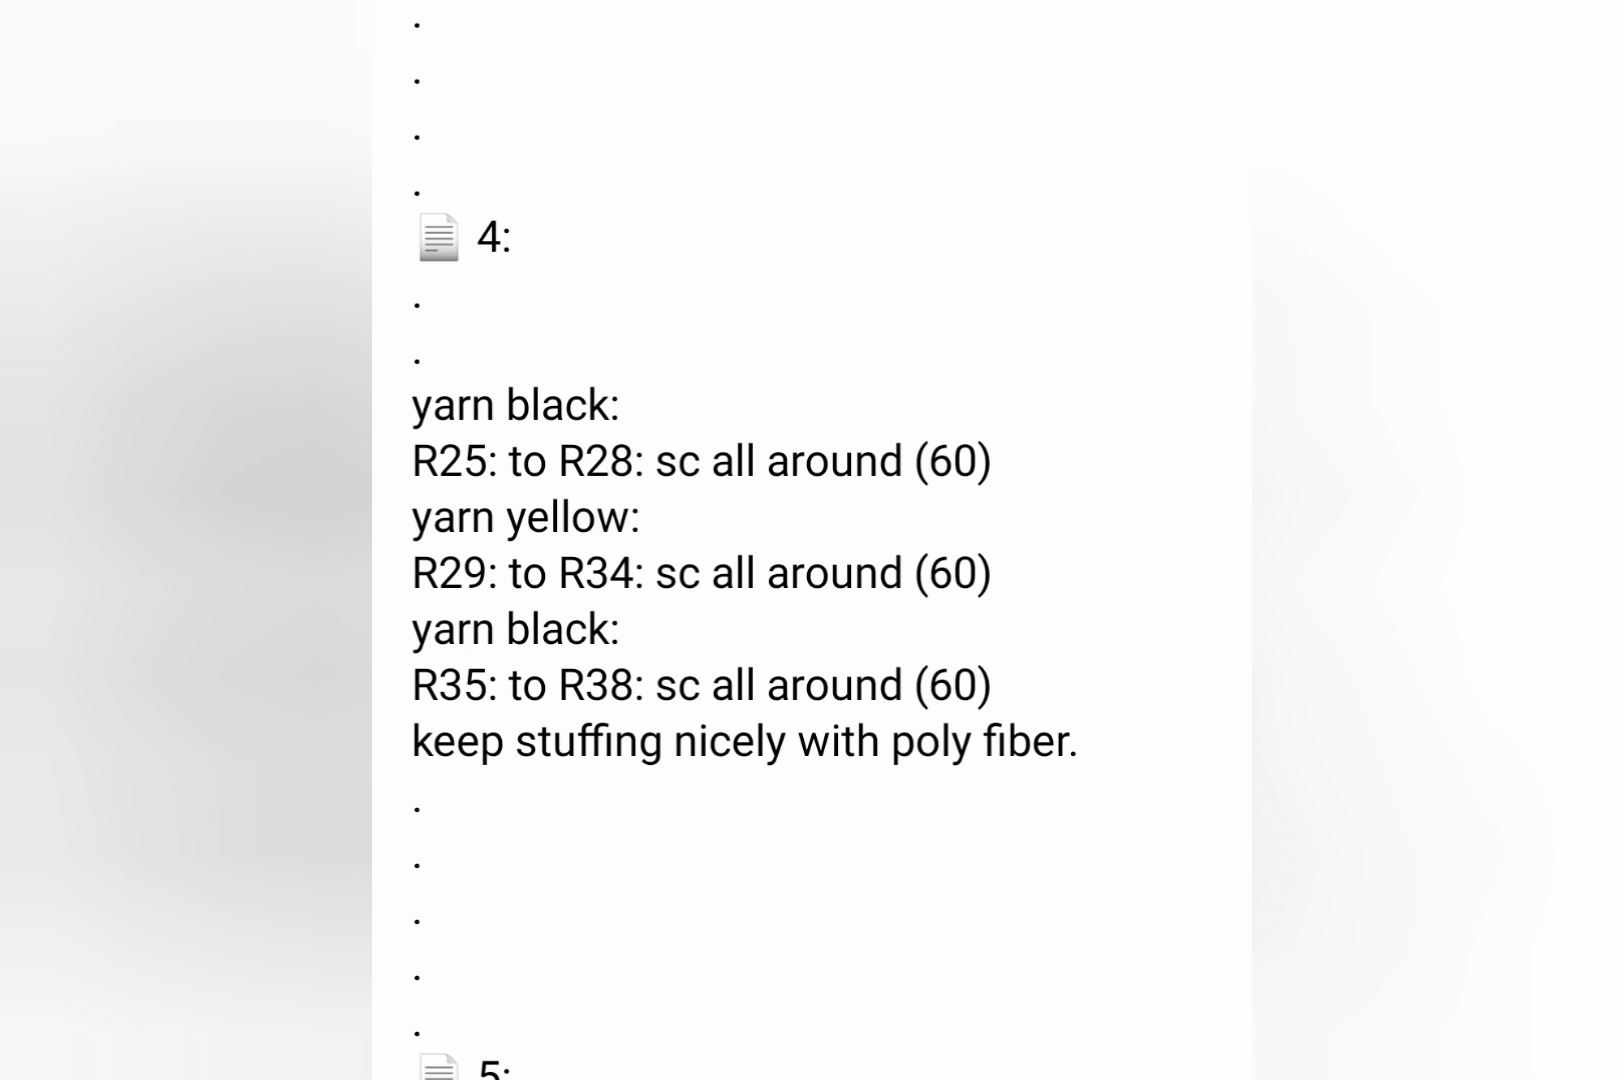 .
.
.
.
📄 4:
.
.
yarn black:
R25: to R28: sc all around (60)
yarn yellow:
R29: to R34: sc all around (60)
yarn black:
R35: to R38: sc all around (60)
keep stuffing nicely with poly fiber.
.
.
.
.
.
📄 5: